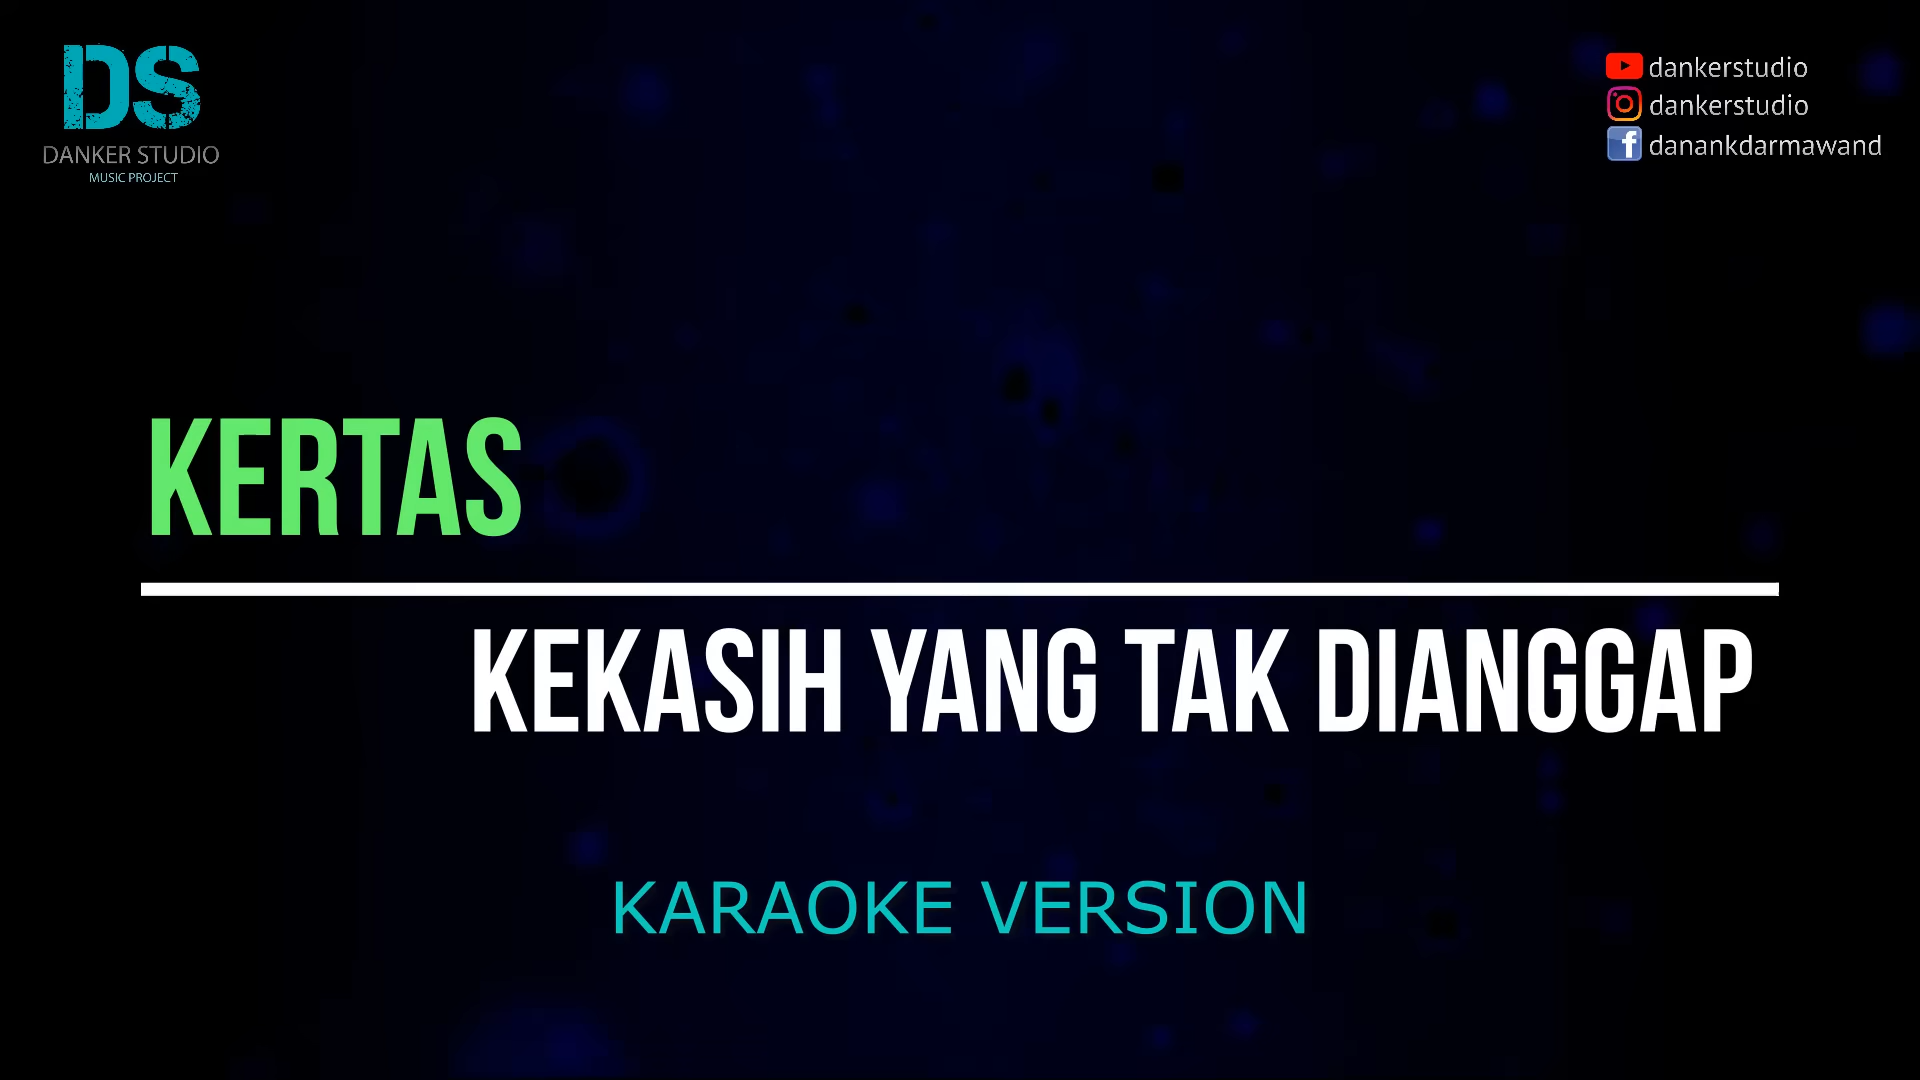 DS
DANKER STUDIO
MUSIC PROJECT
dankerstudio
dankerstudio
danankdarmawand
KERTAS
KEKASIH YANG TAK DIANGGAP
KARAOKE VERSION